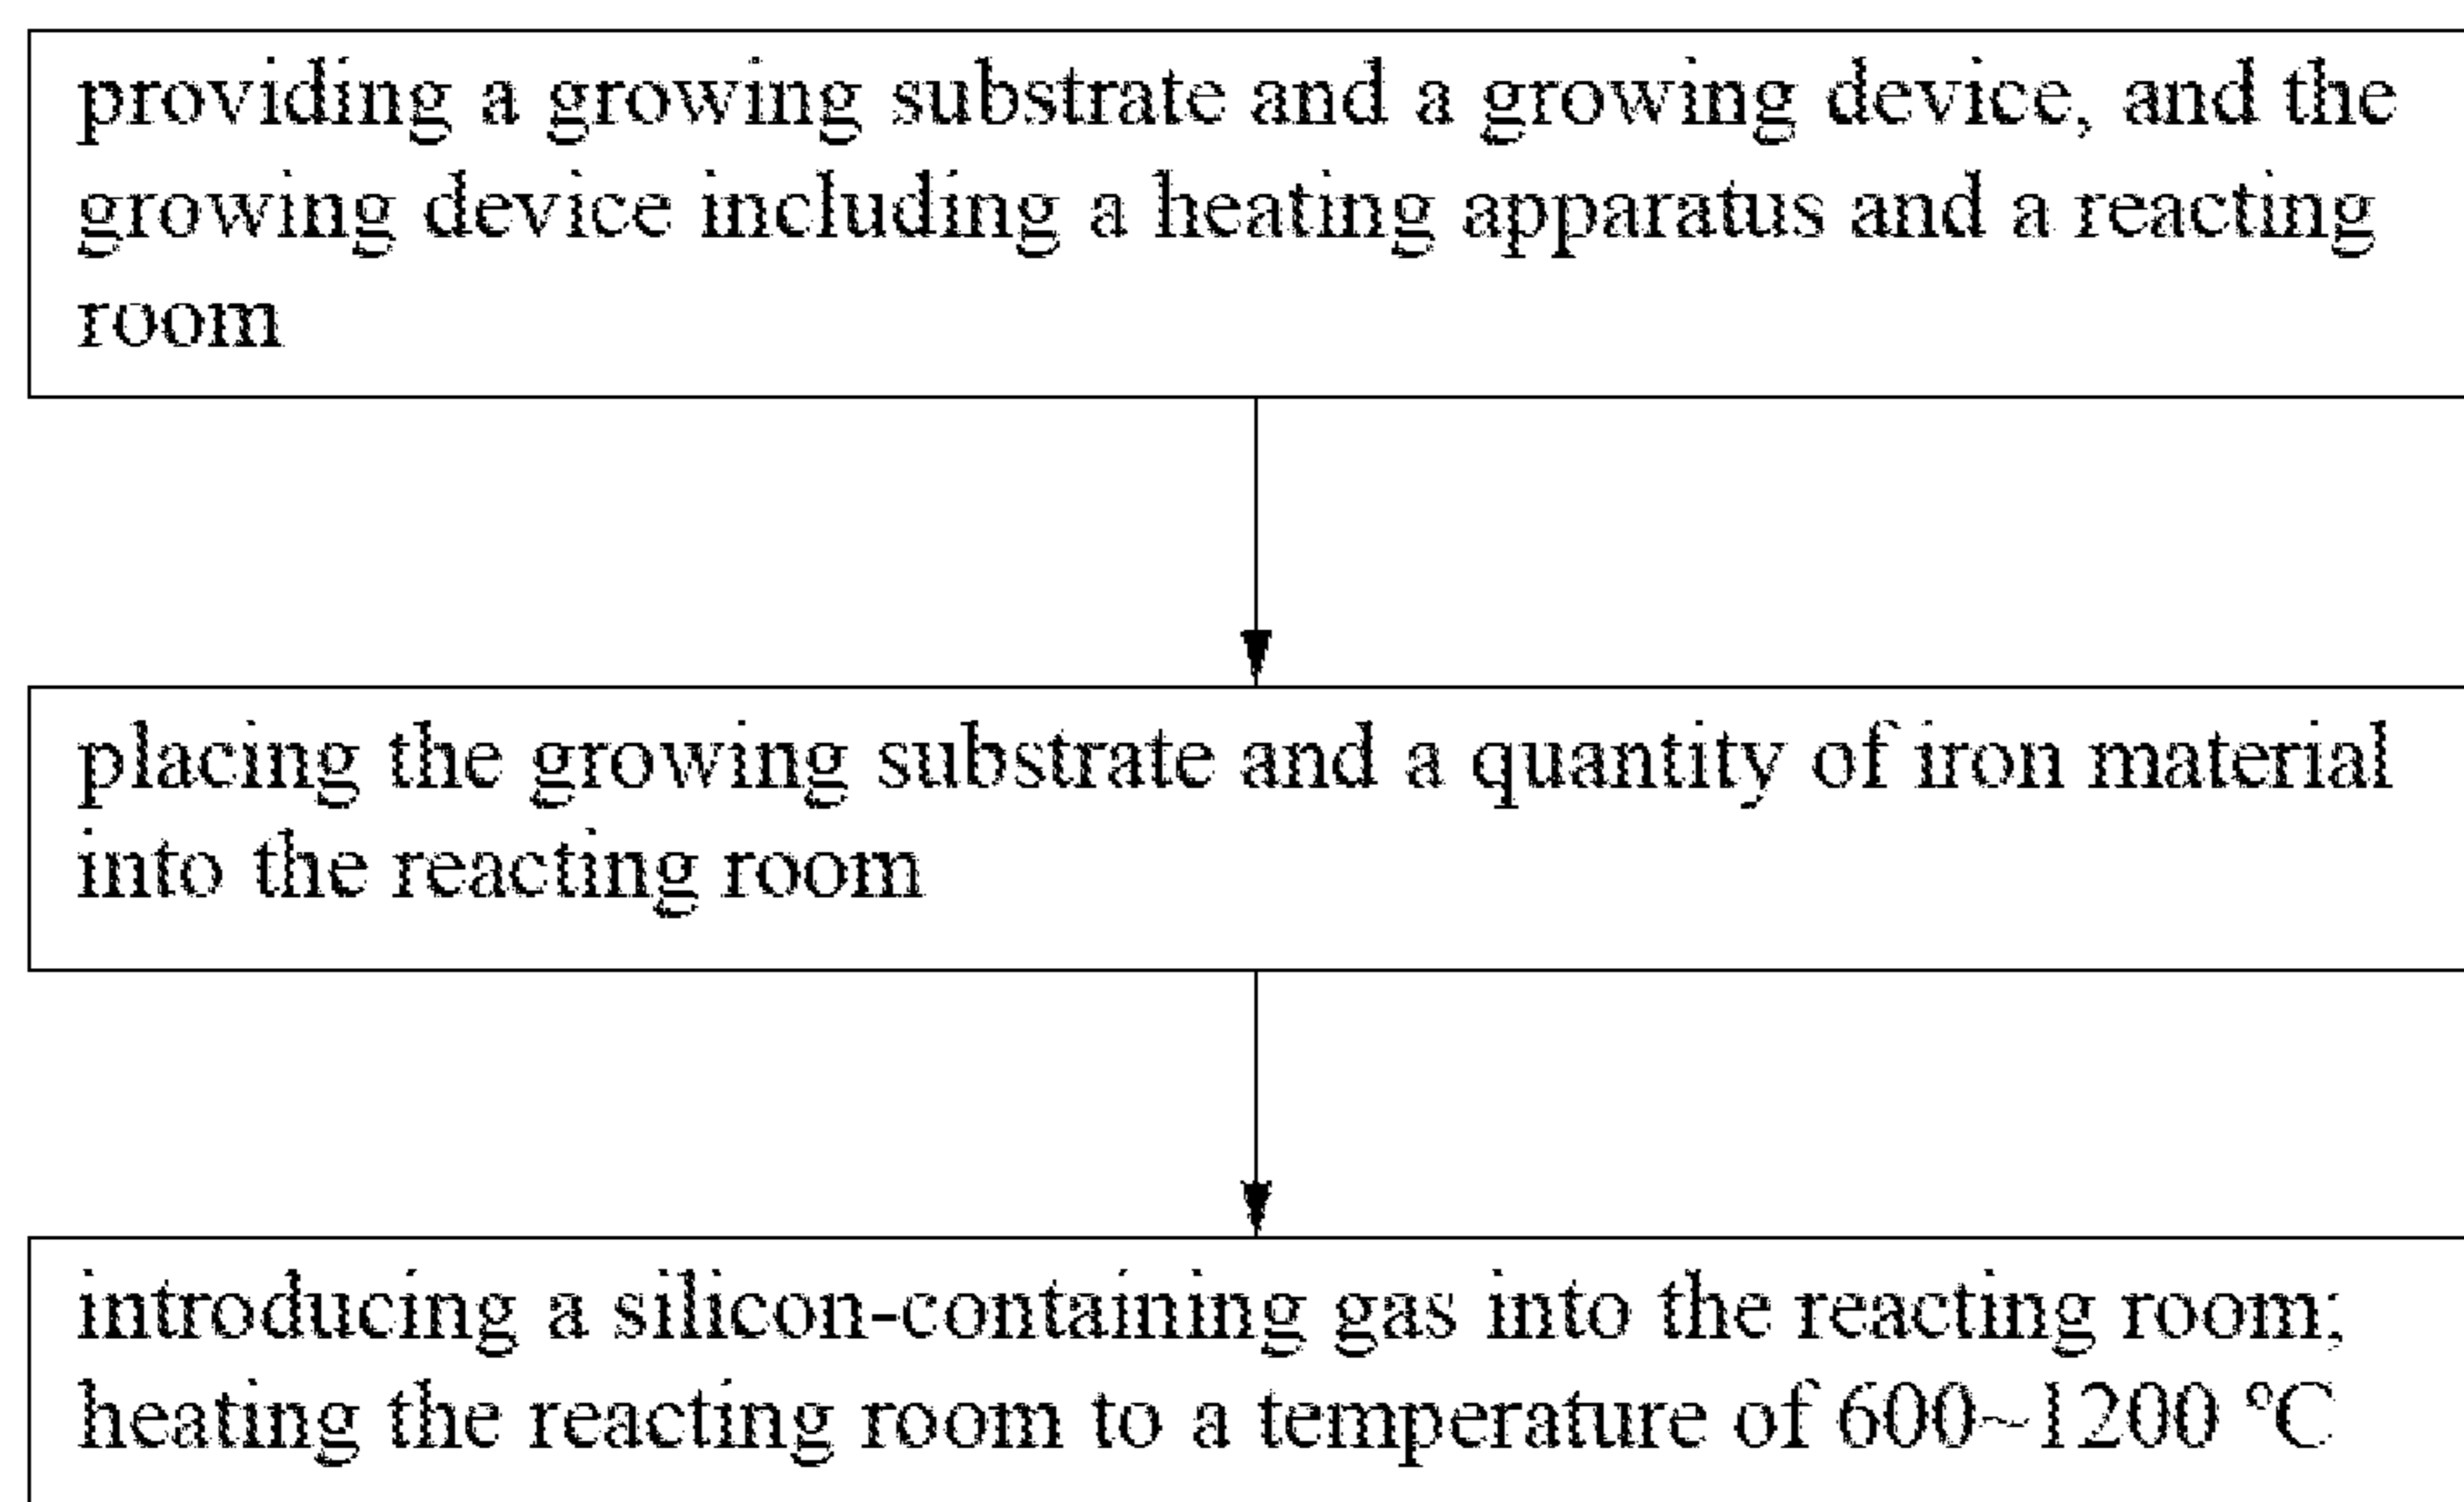 providing a growing substrate and a growing device, and the
growing device including a heating apparatus and a reacting
room
placing the growing substrate and a quantity of iron material
into the reacting room
introducing a silicon-containing gas into the reacting room;
heating the reacting room to a temperature of 600~1200 ℃